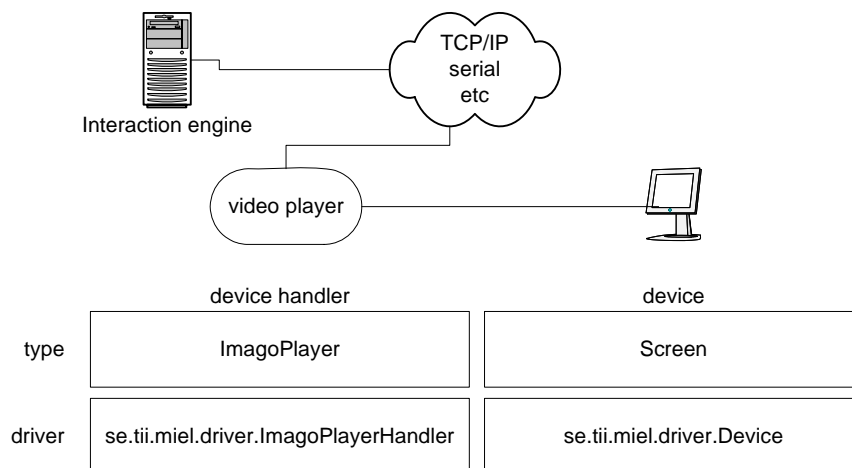 TCP/IP
serial
etc
Interaction engine
video player
device handler
device
type
ImagoPlayer
Screen
driver
se.tii.miel.driver.ImagoPlayerHandler
se.tii.miel.driver.Device